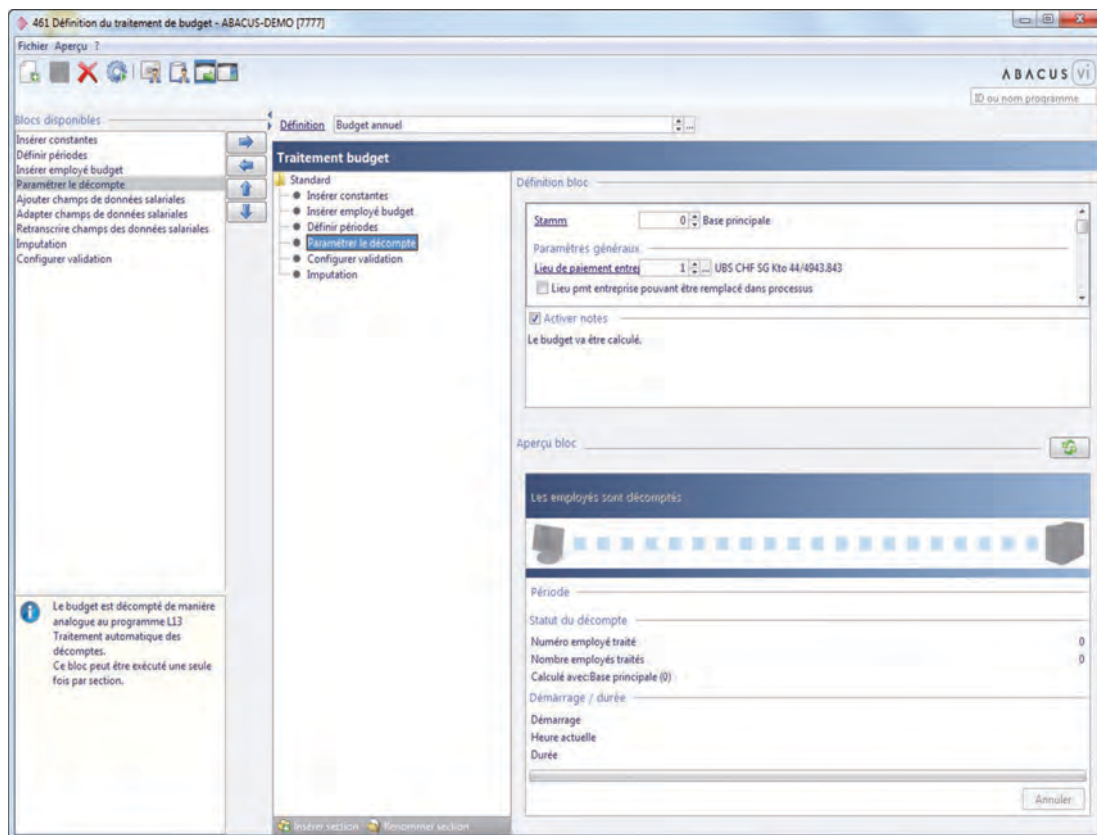 461 Définition du traitement de budget - ABACUS-DEMO [7777]
Fichier Aperçu ?
ABACUS vi
ID ou nom programme
Blocs disponibles
Insérer constantes
Définir périodes
Insérer employé budget
Paramétrer le décompte
Ajouter champs de données salariales
Adapter champs de données salariales
Retranscrire champs des données salariales
Imputation
Configurer validation
Le budget est décompté de manière
analogue au programme L13
Traitement automatique des
décomptes.
Ce bloc peut être exécuté une seule
fois par section.
Définition Budget annuel ...
Traitement budget
Standard
Insérer constantes
Insérer employé budget
Définir périodes
Paramétrer le décompte
Configurer validation
Imputation
Insérer section Renommer section
Définition bloc
Stamm 0 Base principale
Paramètres généraux
Lieu de paiement entrep 1 ... UBS CHF SG Kto 44/4943.843
Lieu pmt entreprise pouvant être remplacé dans processus
Activer notes
Le budget va être calculé.
Aperçu bloc
Les employés sont décomptés
Période
Statut du décompte
Numéro employé traité 0
Nombre employés traités 0
Calculé avec:Base principale (0)
Démarrage / durée
Démarrage
Heure actuelle
Durée
Annuler